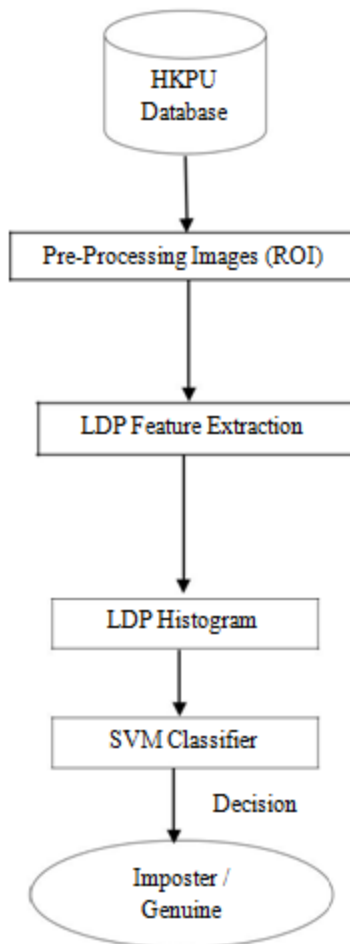 HKPU
Database
Pre-Processing Images (ROI)
LDP Feature Extraction
LDP Histogram
SVM Classifier
Decision
Imposter /
Genuine